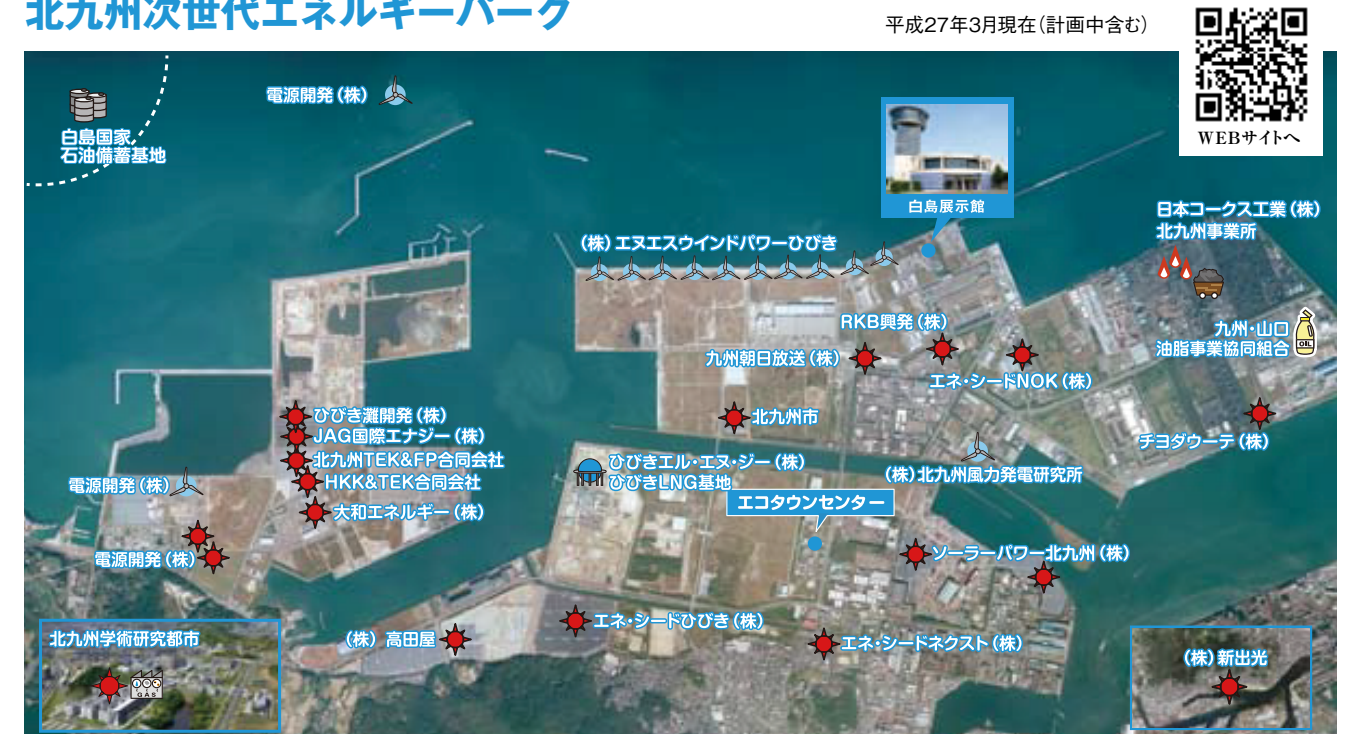 北九州次世代エネルギーパーク
平成27年3月現在(計画中含む)
WEBサイトへ
電源開発(株)
白島国家
石油備蓄基地
白島展示館
日本コークス工業(株)
北九州事業所
(株)エヌエスウインドパワーひびき
RKB興発(株)
九州・山口
油脂事業協同組合
OIL
九州朝日放送(株)
エネ・シードNOK(株)
ひびき灘開発(株)
北九州市
JAG国際エナジー(株)
チヨダウーテ(株)
北九州TEK&FP合同会社
ひびきエル・エヌ・ジー(株)
ひびきLNG基地
(株)北九州風力発電研究所
電源開発(株)
HKK&TEK合同会社
エコタウンセンター
大和エネルギー(株)
電源開発(株)
ソーラーパワー北九州(株)
エネ・シードひびき(株)
北九州学術研究都市
(株)高田屋
エネ・シードネクスト(株)
(株)新出光
GAS